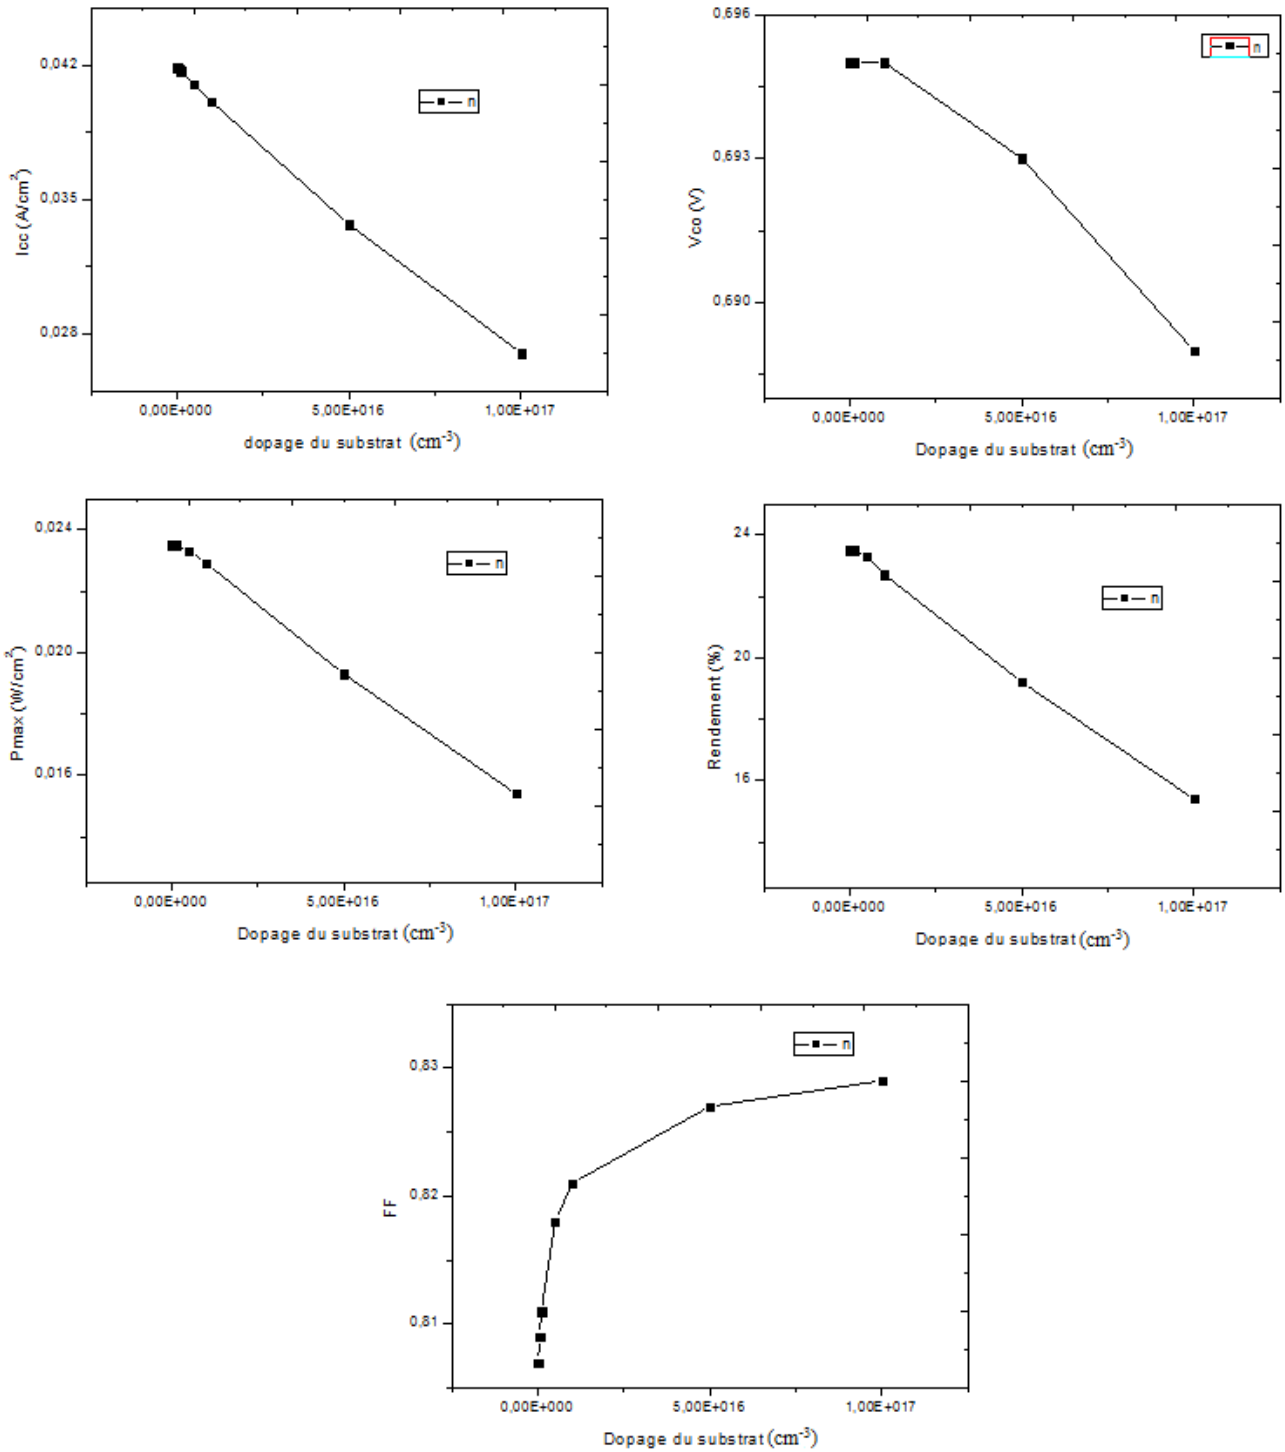 0,042
0,035
0,028
Icc (A/cm²)
n
0,00E+000 5,00E+016 1,00E+017
dopage du substrat (cm⁻³)
0,696
0,693
0,690
Vco (V)
n
0,00E+000 5,00E+016 1,00E+017
Dopage du substrat (cm⁻³)
0,024
0,020
0,016
Pmax (W/cm²)
n
0,00E+000 5,00E+016 1,00E+017
Dopage du substrat (cm⁻³)
24
20
16
Rendement (%)
n
0,00E+000 5,00E+016 1,00E+017
Dopage du substrat (cm⁻³)
0,83
0,82
0,81
FF
n
0,00E+000 5,00E+016 1,00E+017
Dopage du substrat (cm⁻³)